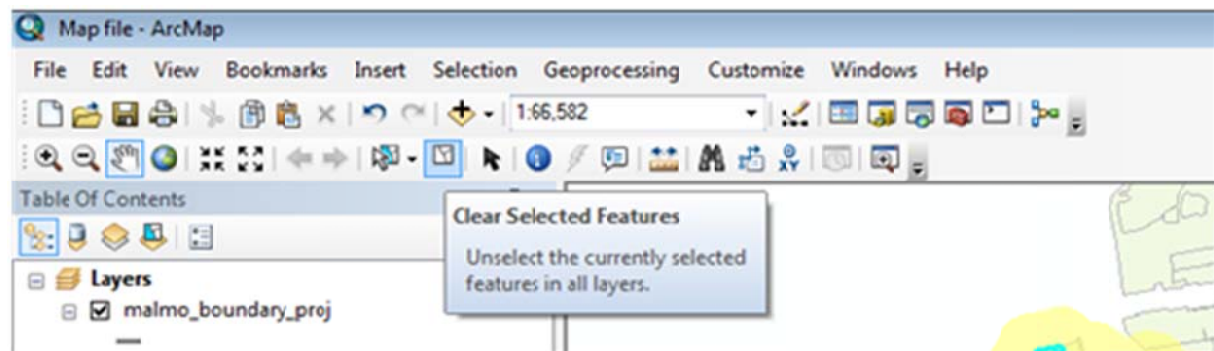 Map file - ArcMap
File Edit View Bookmarks Insert Selection Geoprocessing Customize Windows Help
1:66,582
Table Of Contents
Clear Selected Features
Unselect the currently selected
features in all layers.
Layers
malmo_boundary_proj